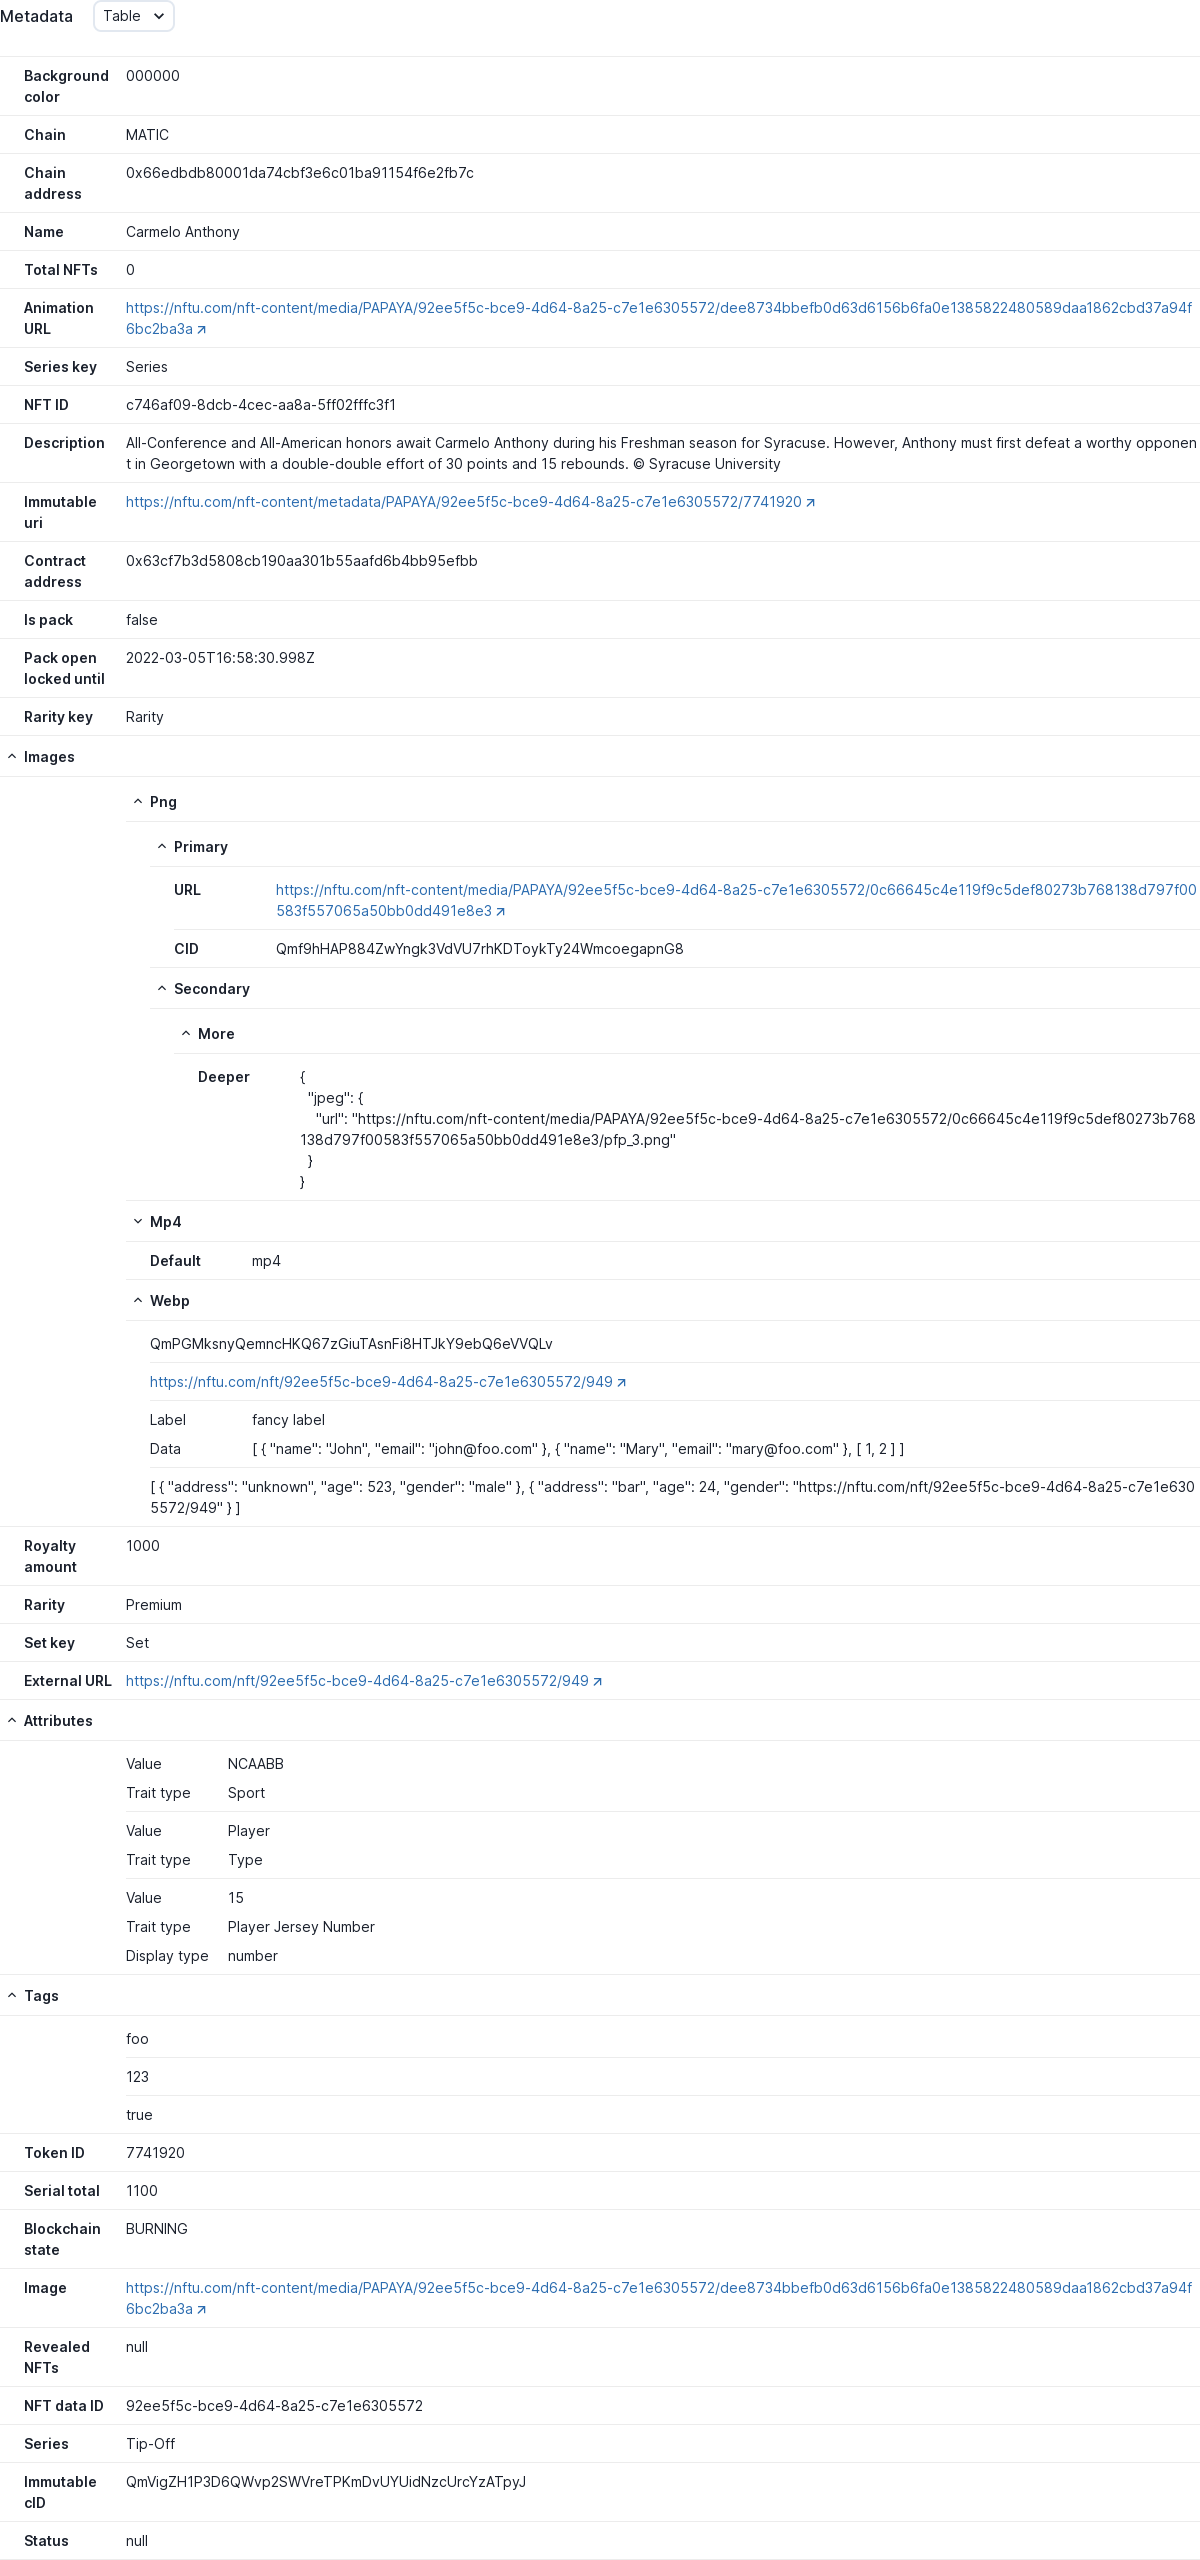 Metadata Table
Background 000000
color
Chain MATIC
Chain 0x66edbdb80001da74cbf3e6c01ba91154f6e2fb7c
address
Name Carmelo Anthony
Total NFTs 0
Animation https://nftu.com/nft-content/media/PAPAYA/92ee5f5c-bce9-4d64-8a25-c7e1e6305572/dee8734bbefb0d63d6156b6fa0e1385822480589daa1862cbd37a94f
URL 6bc2ba3a
Series key Series
NFT ID c746af09-8dcb-4cec-aa8a-5ff02fffc3f1
Description All-Conference and All-American honors await Carmelo Anthony during his Freshman season for Syracuse. However, Anthony must first defeat a worthy opponen
t in Georgetown with a double-double effort of 30 points and 15 rebounds. © Syracuse University
Immutable https://nftu.com/nft-content/metadata/PAPAYA/92ee5f5c-bce9-4d64-8a25-c7e1e6305572/7741920
uri
Contract 0x63cf7b3d5808cb190aa301b55aafd6b4bb95efbb
address
Is pack false
Pack open 2022-03-05T16:58:30.998Z
locked until
Rarity key Rarity
Images
Png
Primary
URL https://nftu.com/nft-content/media/PAPAYA/92ee5f5c-bce9-4d64-8a25-c7e1e6305572/0c66645c4e119f9c5def80273b768138d797f00
583f557065a50bb0dd491e8e3
CID Qmf9hHAP884ZwYngk3VdVU7rhKDToykTy24WmcoegapnG8
Secondary
More
Deeper {
"jpeg": {
"url": "https://nftu.com/nft-content/media/PAPAYA/92ee5f5c-bce9-4d64-8a25-c7e1e6305572/0c66645c4e119f9c5def80273b768
138d797f00583f557065a50bb0dd491e8e3/pfp_3.png"
}
}
Mp4
Default mp4
Webp
QmPGMksnyQemncHKQ67zGiuTAsnFi8HTJkY9ebQ6eVVQLv
https://nftu.com/nft/92ee5f5c-bce9-4d64-8a25-c7e1e6305572/949
Label fancy label
Data [ { "name": "John", "email": "john@foo.com" }, { "name": "Mary", "email": "mary@foo.com" }, [ 1, 2 ] ]
[ { "address": "unknown", "age": 523, "gender": "male" }, { "address": "bar", "age": 24, "gender": "https://nftu.com/nft/92ee5f5c-bce9-4d64-8a25-c7e1e630
5572/949" } ]
Royalty 1000
amount
Rarity Premium
Set key Set
External URL https://nftu.com/nft/92ee5f5c-bce9-4d64-8a25-c7e1e6305572/949
Attributes
Value NCAABB
Trait type Sport
Value Player
Trait type Type
Value 15
Trait type Player Jersey Number
Display type number
Tags
foo
123
true
Token ID 7741920
Serial total 1100
Blockchain BURNING
state
Image https://nftu.com/nft-content/media/PAPAYA/92ee5f5c-bce9-4d64-8a25-c7e1e6305572/dee8734bbefb0d63d6156b6fa0e1385822480589daa1862cbd37a94f
6bc2ba3a
Revealed null
NFTs
NFT data ID 92ee5f5c-bce9-4d64-8a25-c7e1e6305572
Series Tip-Off
Immutable QmVigZH1P3D6QWvp2SWVreTPKmDvUYUidNzcUrcYzATpyJ
cID
Status null